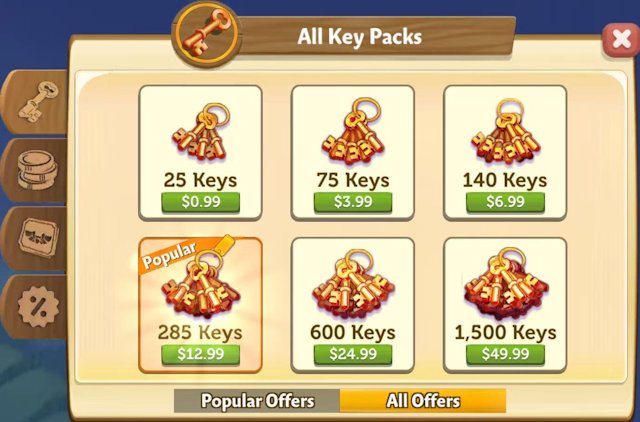 All Key Packs
25 Keys
$0.99
75 Keys
$3.99
140 Keys
$6.99
Popular
285 Keys
$12.99
600 Keys
$24.99
1,500 Keys
$49.99
Popular Offers
All Offers